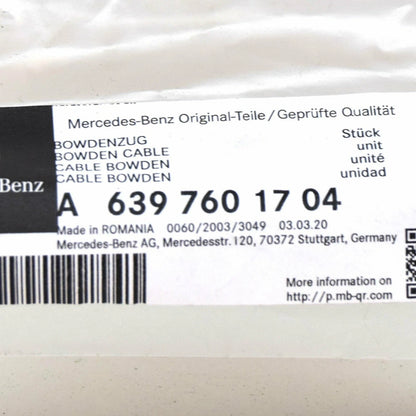 Mercedes-Benz Original-Teile/Geprüfte Qualität
BOWDENZUG Stück
BOWDEN CABLE unit
CABLE BOWDEN unité
CABLE BOWDEN unidad
Benz
A 639 760 17 04
Made in ROMANIA 0060/2003/3049 03.03.20
Mercedes-Benz AG, Mercedesstr.120, 70372 Stuttgart, Germany
More information on
http://p.mb-qr.com